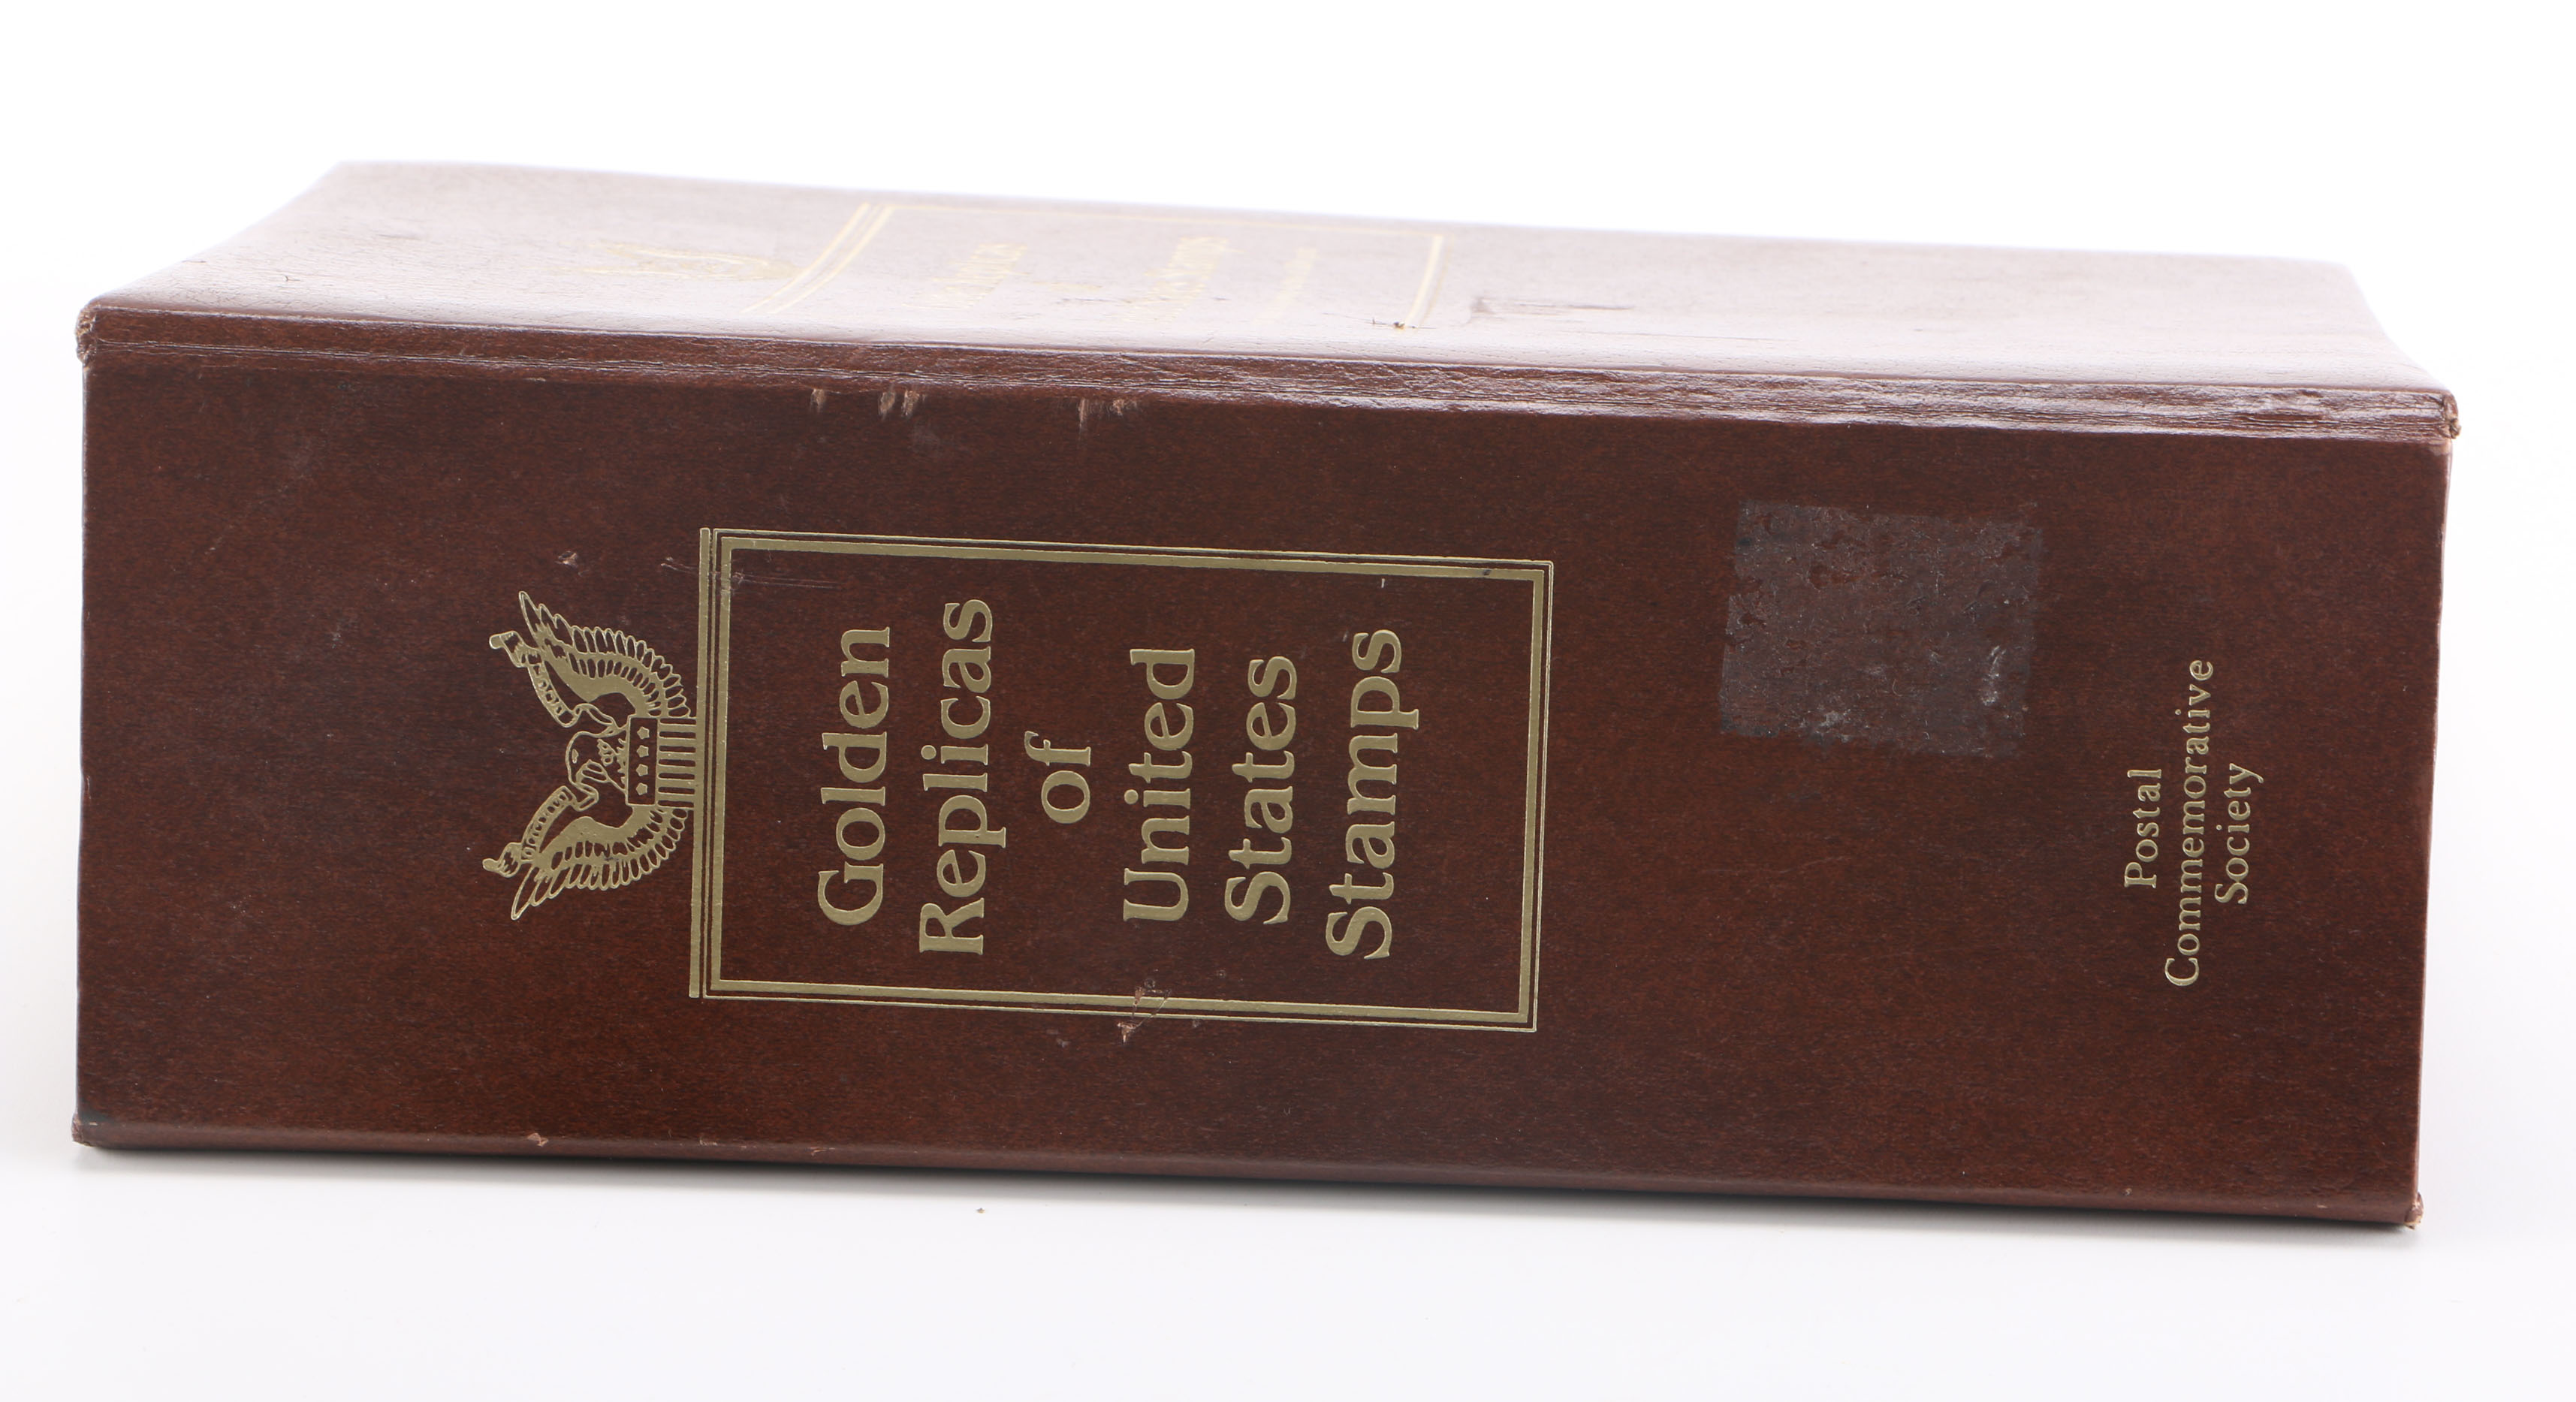 Golden
Replicas
of
United
States
Stamps
Postal
Commemorative
Society